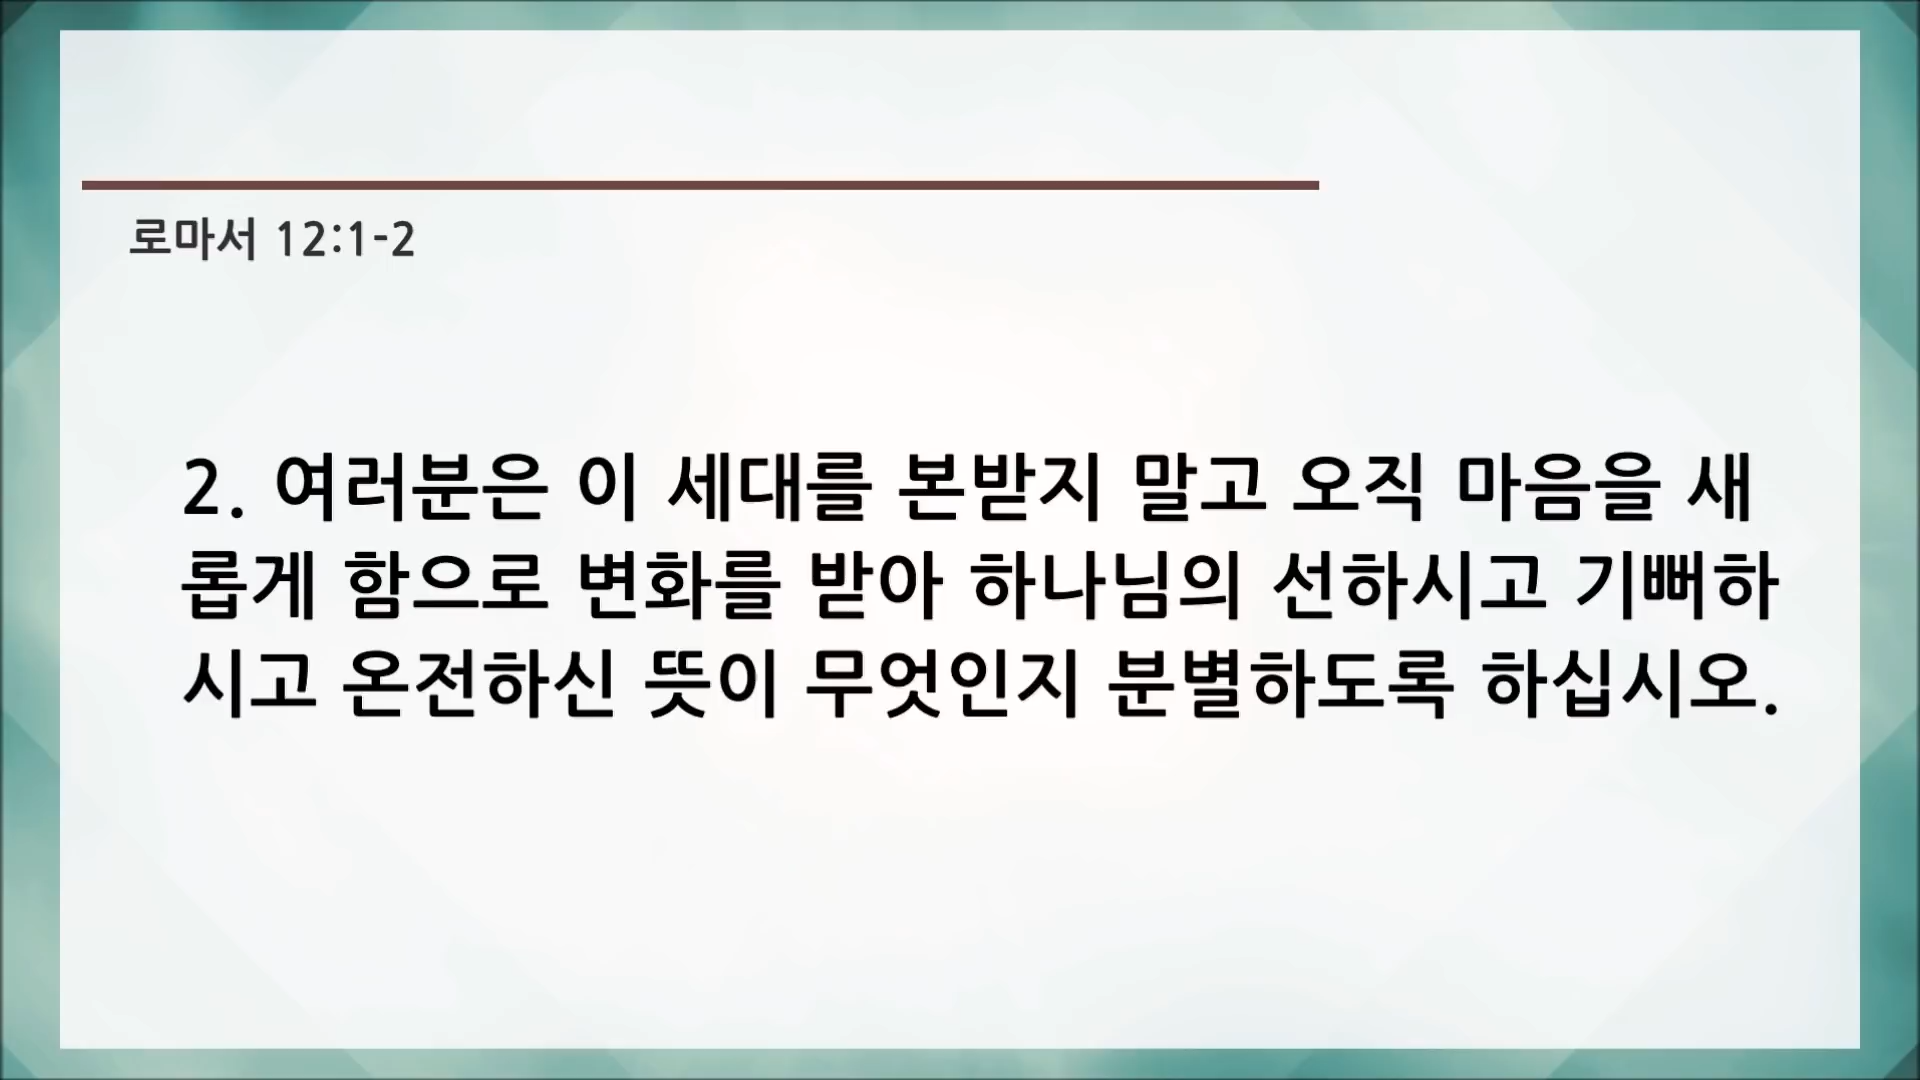 로마서 12:1-2
2. 여러분은 이 세대를 본받지 말고 오직 마음을 새
롭게 함으로 변화를 받아 하나님의 선하시고 기뻐하
시고 온전하신 뜻이 무엇인지 분별하도록 하십시오.